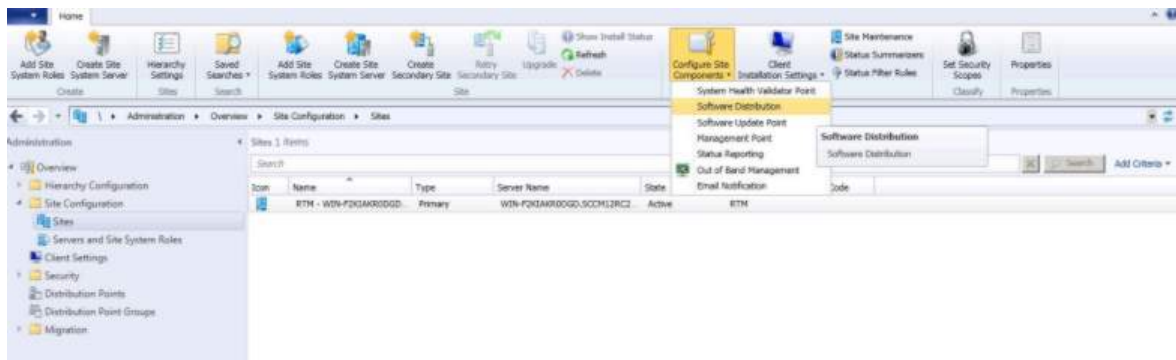 Home
Add Site System Roles
Create Site System Server
Hierarchy Settings
Saved Searches
Add Site System Roles
Create Site System Server
Create Secondary Site
Retry Secondary Site
Upgrade
Show Install Status
Refresh
Delete
Configure Site Components
Client Installation Settings
Site Maintenance
Status Summarizers
Status Filter Rules
Set Security Scopes
Properties
Create
Sites
Search
Site
Classify
Properties
System Health Validator Point
Software Distribution
Software Update Point
Management Point
Status Reporting
Out of Band Management
Email Notification
Software Distribution
Software Distribution
\ Administration Overview Site Configuration Sites
Administration
Overview
Hierarchy Configuration
Site Configuration
Sites
Servers and Site System Roles
Client Settings
Security
Distribution Points
Distribution Point Groups
Migration
Sites 1 Items
Search
Search
Add Criteria
Icon Name Type Server Name State Code
RTM - WIN-F2KIAKR0DGD... Primary WIN-F2KIAKR0DGD.SCCM12RC2... Active RTM